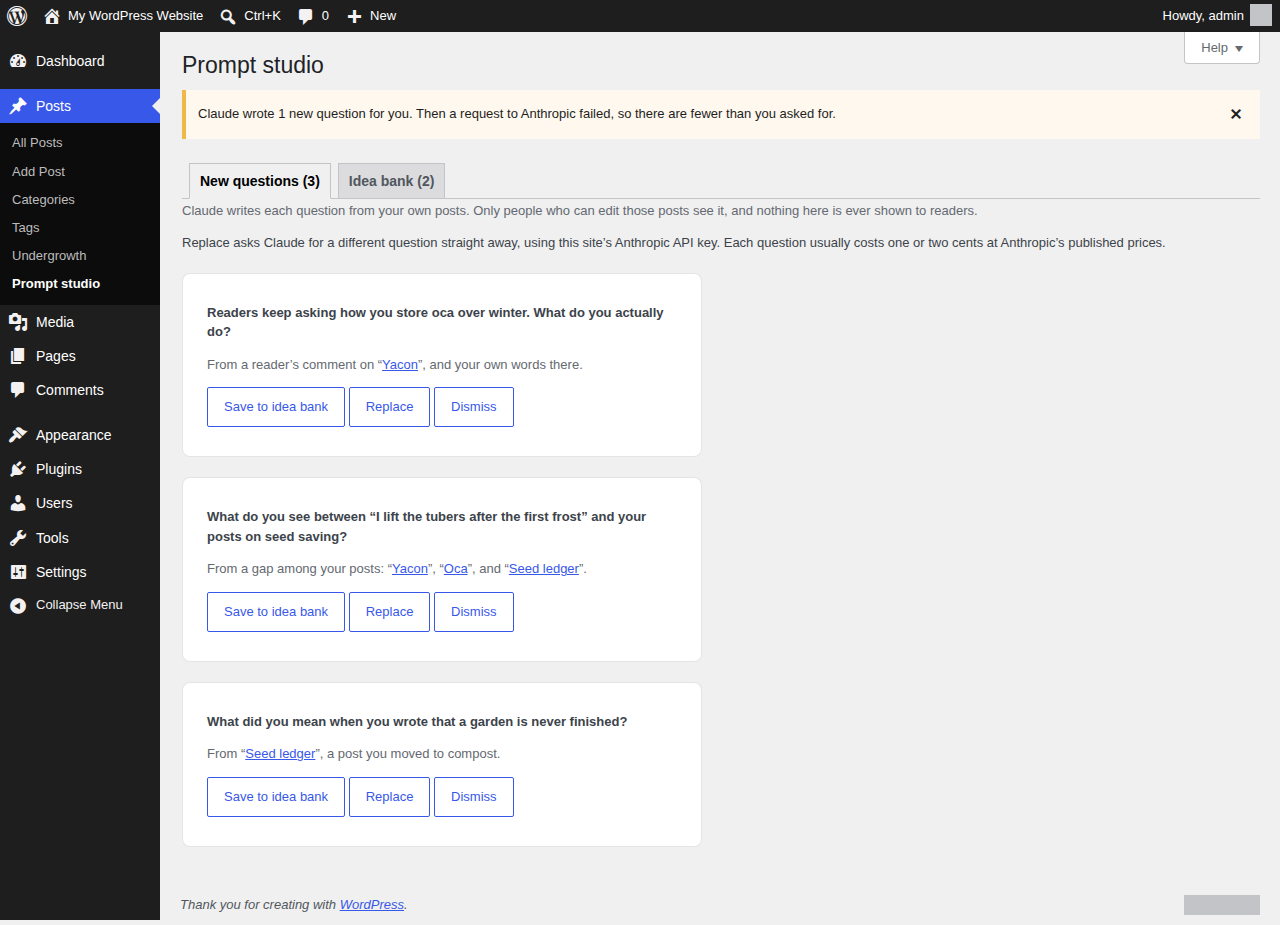 My WordPress Website Ctrl+K 0 New Howdy, admin
Dashboard
Posts
All Posts
Add Post
Categories
Tags
Undergrowth
Prompt studio
Media
Pages
Comments
Appearance
Plugins
Users
Tools
Settings
Collapse Menu
Help
Prompt studio
Claude wrote 1 new question for you. Then a request to Anthropic failed, so there are fewer than you asked for.
New questions (3) Idea bank (2)
Claude writes each question from your own posts. Only people who can edit those posts see it, and nothing here is ever shown to readers.
Replace asks Claude for a different question straight away, using this site’s Anthropic API key. Each question usually costs one or two cents at Anthropic’s published prices.
Readers keep asking how you store oca over winter. What do you actually
do?
From a reader’s comment on “Yacon”, and your own words there.
Save to idea bank Replace Dismiss
What do you see between “I lift the tubers after the first frost” and your
posts on seed saving?
From a gap among your posts: “Yacon”, “Oca”, and “Seed ledger”.
Save to idea bank Replace Dismiss
What did you mean when you wrote that a garden is never finished?
From “Seed ledger”, a post you moved to compost.
Save to idea bank Replace Dismiss
Thank you for creating with WordPress.